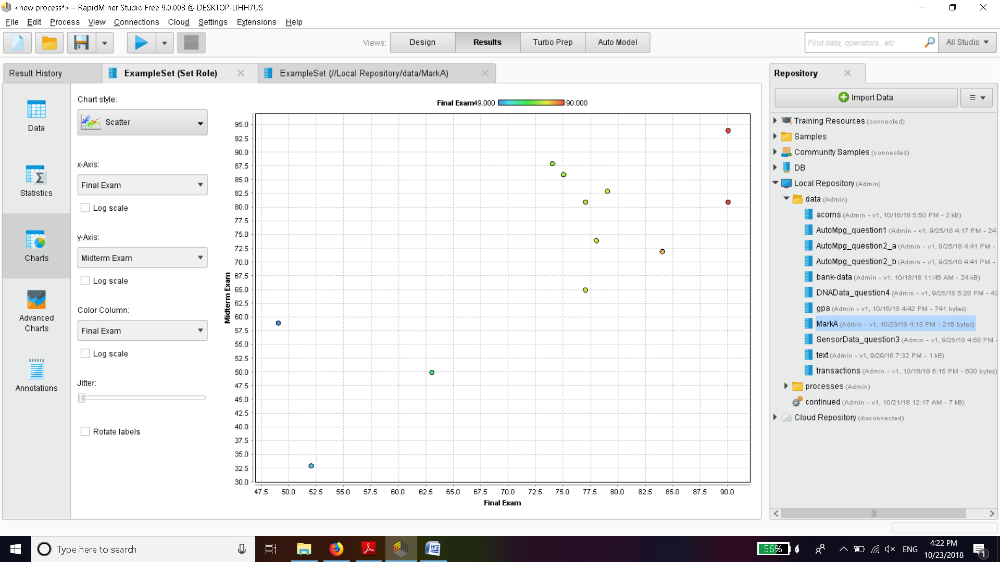 <new process*> – RapidMiner Studio Free 9.0.003 @ DESKTOP-LIHH7US
File Edit Process View Connections Cloud Settings Extensions Help
Views: Design Results Turbo Prep Auto Model
Find data, operators...etc
All Studio
Result History
ExampleSet (Set Role)
ExampleSet (//Local Repository/data/MarkA)
Data
Statistics
Charts
Advanced
Charts
Annotations
Chart style:
Scatter
x-Axis:
Final Exam
Log scale
y-Axis:
Midterm Exam
Log scale
Color Column:
Final Exam
Log scale
Jitter:
Rotate labels
Final Exam 49.000 90.000
95.0
92.5
90.0
87.5
85.0
82.5
80.0
77.5
75.0
72.5
70.0
67.5
65.0
62.5
60.0
57.5
55.0
52.5
50.0
47.5
45.0
42.5
40.0
37.5
35.0
32.5
30.0
Midterm Exam
47.5 50.0 52.5 55.0 57.5 60.0 62.5 65.0 67.5 70.0 72.5 75.0 77.5 80.0 82.5 85.0 87.5 90.0
Final Exam
Repository
Import Data
Training Resources (connected)
Samples
Community Samples (connected)
DB
Local Repository (Admin)
data (Admin)
acorns (Admin - v1, 10/16/18 5:50 PM - 2 kB)
AutoMpg_question1 (Admin - v1, 9/25/18 4:17 PM - 24
AutoMpg_question2_a (Admin - v1, 9/25/18 4:41 PM -
AutoMpg_question2_b (Admin - v1, 9/25/18 4:41 PM -
bank-data (Admin - v1, 10/18/18 11:46 AM - 24 kB)
DNAData_question4 (Admin - v1, 9/25/18 5:28 PM - 43
gpa (Admin - v1, 10/16/18 4:42 PM - 741 bytes)
MarkA (Admin - v1, 10/23/18 4:13 PM - 216 bytes)
SensorData_question3 (Admin - v1, 9/25/18 4:58 PM -
text (Admin - v1, 9/29/18 7:32 PM - 1 kB)
transactions (Admin - v1, 10/16/18 5:15 PM - 630 bytes)
processes (Admin)
continued (Admin - v1, 10/21/18 12:17 AM - 7 kB)
Cloud Repository (disconnected)
Type here to search
56%
ENG
4:22 PM
10/23/2018
1